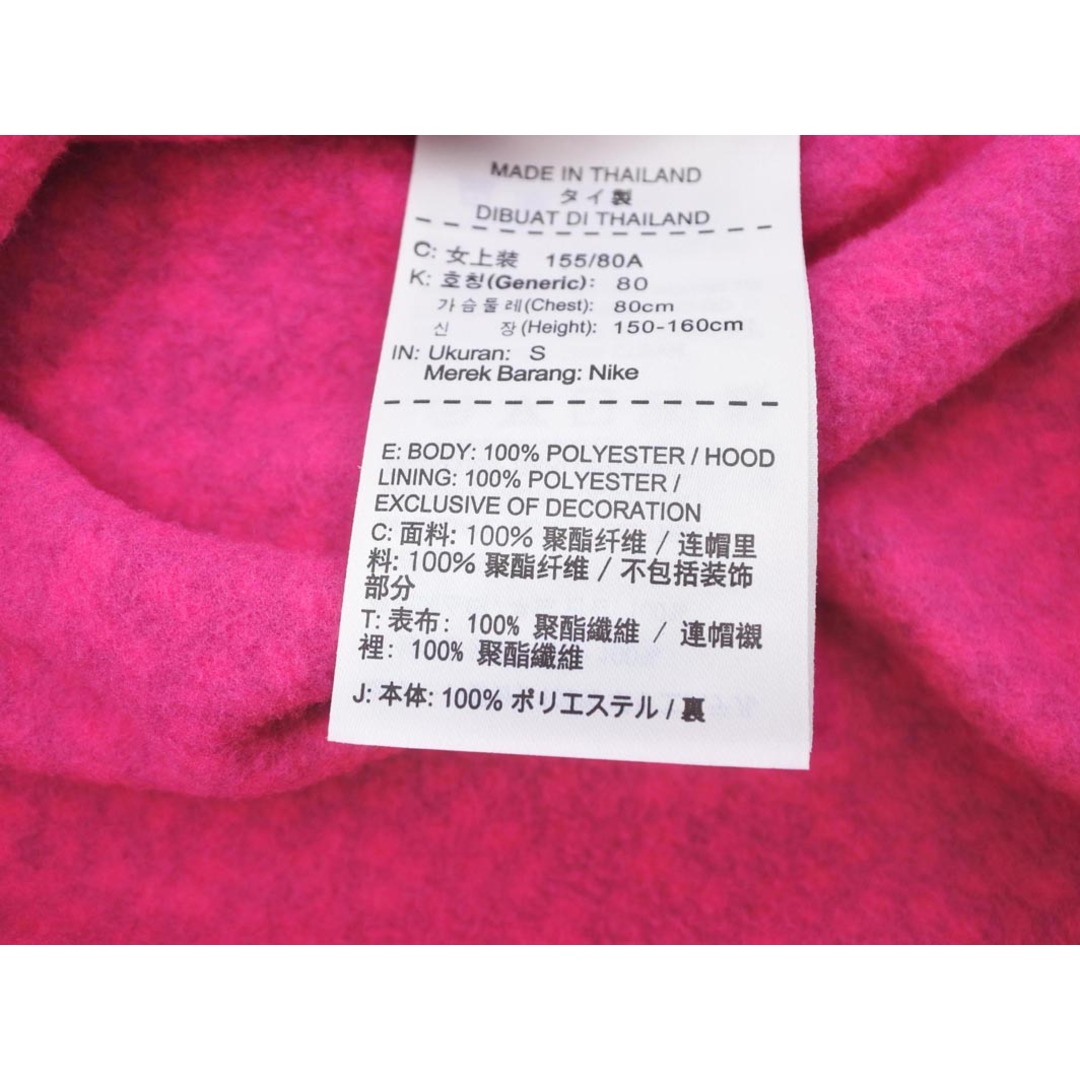 MADE IN THAILAND
タイ製
DIBUAT DI THAILAND
C: 女上装 155/80A
K: 호칭(Generic): 80
가슴둘레(Chest): 80cm
신 장(Height): 150-160cm
IN: Ukuran: S
Merek Barang: Nike
E: BODY: 100% POLYESTER / HOOD
LINING: 100% POLYESTER /
EXCLUSIVE OF DECORATION
C: 面料: 100% 聚酯纤维 / 连帽里
料: 100% 聚酯纤维 / 不包括装饰
部分
T: 表布: 100% 聚酯纖維 / 連帽襯
裡: 100% 聚酯纖維
J: 本体: 100% ポリエステル / 裏